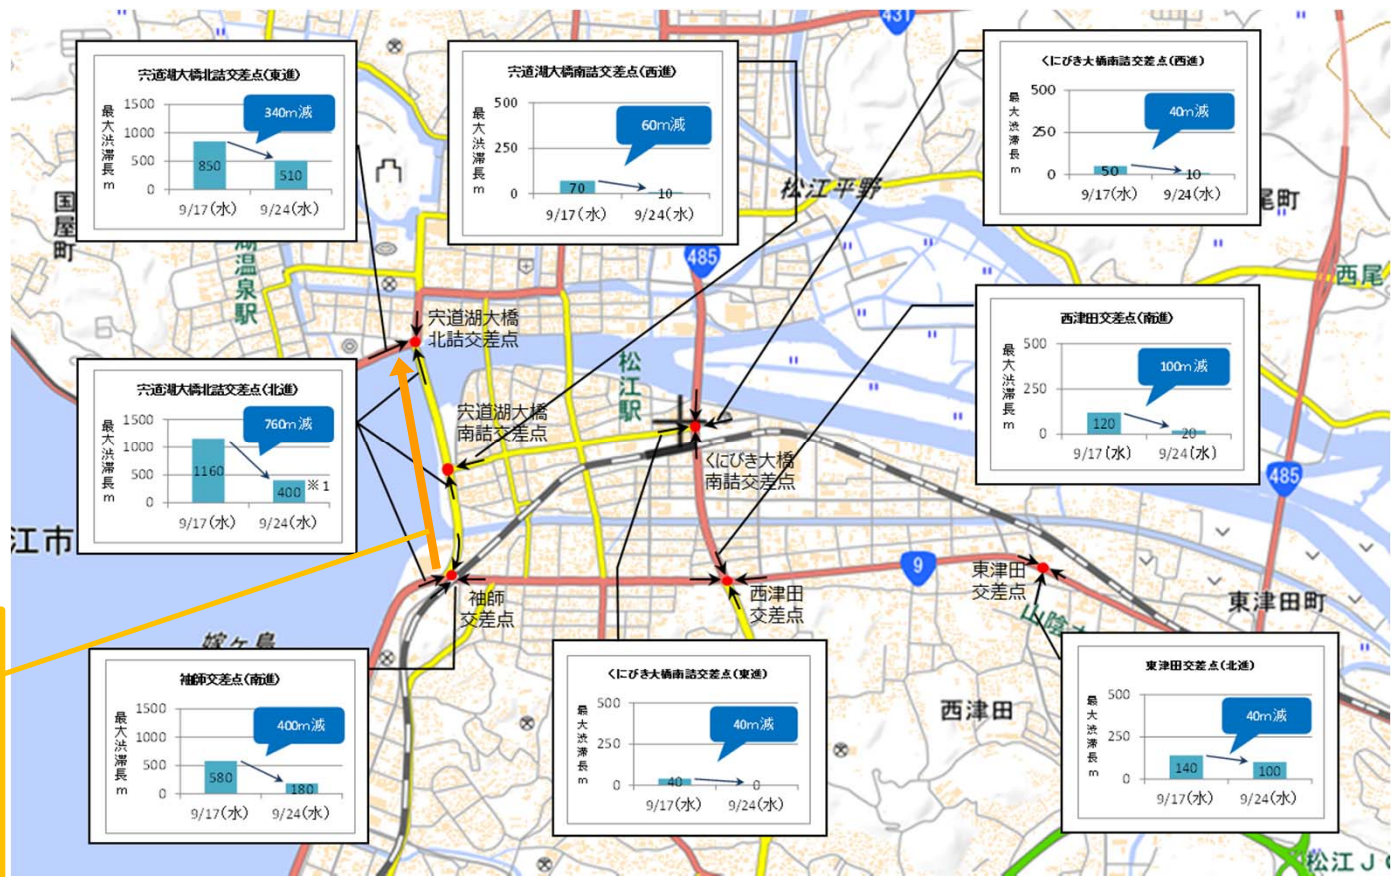 431
宍道湖大橋北詰交差点(東進)
最大渋滞長m
1500
1000
500
0
340m減
850
510
9/17(水)
9/24(水)
宍道湖大橋南詰交差点(西進)
最大渋滞長m
500
250
0
60m減
70
10
9/17(水)
9/24(水)
くにびき大橋南詰交差点(西進)
最大渋滞長m
500
250
0
40m減
50
10
9/17(水)
9/24(水)
国屋町
松江平野
尾町
湖温泉駅
485
西尾
宍道湖大橋
北詰交差点
西津田交差点(南進)
最大渋滞長m
500
250
0
100m減
120
20
9/17(水)
9/24(水)
松江駅
宍道湖大橋北詰交差点(北進)
最大渋滞長m
1500
1000
500
0
760m減
1160
400
※1
9/17(水)
9/24(水)
宍道湖大橋
南詰交差点
くにびき大橋
南詰交差点
485
江市
9
袖師
交差点
西津田
交差点
東津田
交差点
東津田町
山陰
嫁ヶ島
袖師交差点(南進)
最大渋滞長m
1500
1000
500
0
400m減
580
180
9/17(水)
9/24(水)
くにびき大橋南詰交差点(東進)
最大渋滞長m
500
250
0
40m減
40
0
9/17(水)
9/24(水)
西津田
東津田交差点(北進)
最大渋滞長m
500
250
0
40m減
140
100
9/17(水)
9/24(水)
松江J